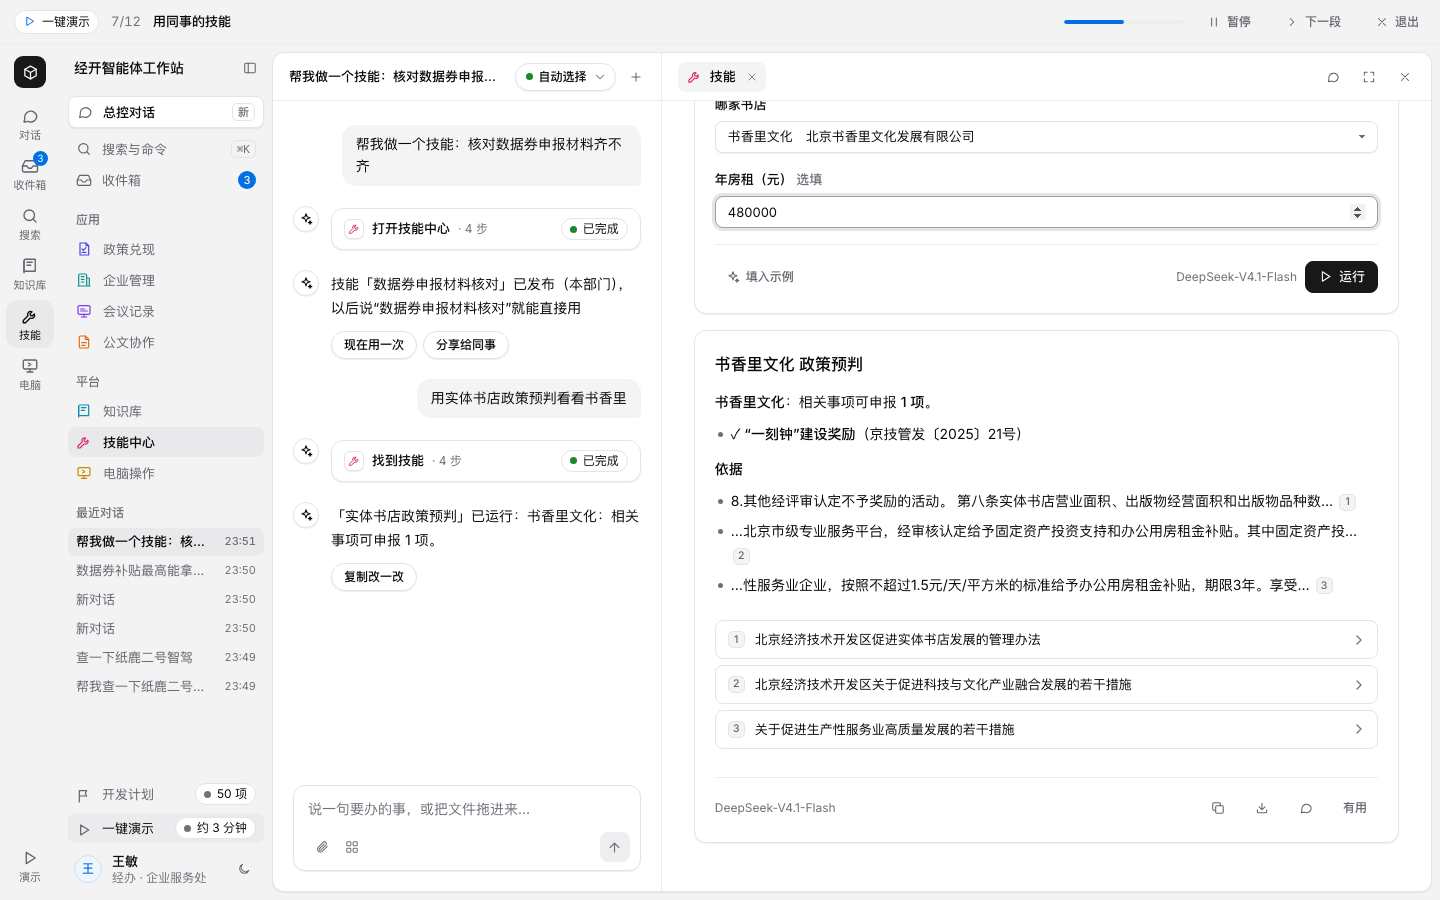 一键演示
7/12
用同事的技能
暂停
下一段
退出
对话
3
收件箱
搜索
知识库
技能
电脑
演示
经开智能体工作站
总控对话
新
搜索与命令
⌘K
收件箱
3
应用
政策兑现
企业管理
会议记录
公文协作
平台
知识库
技能中心
电脑操作
最近对话
帮我做一个技能：核... 23:51
数据券补贴最高能拿... 23:50
新对话 23:50
新对话 23:50
查一下纸鹿二号智驾 23:49
帮我查一下纸鹿二号... 23:49
开发计划
50 项
一键演示
约 3 分钟
王
王敏
经办 · 企业服务处
帮我做一个技能：核对数据券申报...
自动选择
帮我做一个技能：核对数据券申报材料齐不
齐
打开技能中心 · 4 步
已完成
技能「数据券申报材料核对」已发布（本部门），
以后说“数据券申报材料核对”就能直接用
现在用一次
分享给同事
用实体书店政策预判看看书香里
找到技能 · 4 步
已完成
「实体书店政策预判」已运行：书香里文化：相关
事项可申报 1 项。
复制改一改
说一句要办的事，或把文件拖进来...
技能
哪家书店
书香里文化 北京书香里文化发展有限公司
年房租（元） 选填
480000
填入示例
DeepSeek-V4.1-Flash
运行
书香里文化 政策预判
书香里文化：相关事项可申报 1 项。
✓ “一刻钟”建设奖励（京技管发〔2025〕21号）
依据
8.其他经评审认定不予奖励的活动。 第八条实体书店营业面积、出版物经营面积和出版物品种数... 1
...北京市级专业服务平台，经审核认定给予固定资产投资支持和办公用房租金补贴。其中固定资产投...
2
...性服务业企业，按照不超过1.5元/天/平方米的标准给予办公用房租金补贴，期限3年。享受... 3
1 北京经济技术开发区促进实体书店发展的管理办法
2 北京经济技术开发区关于促进科技与文化产业融合发展的若干措施
3 关于促进生产性服务业高质量发展的若干措施
DeepSeek-V4.1-Flash
有用